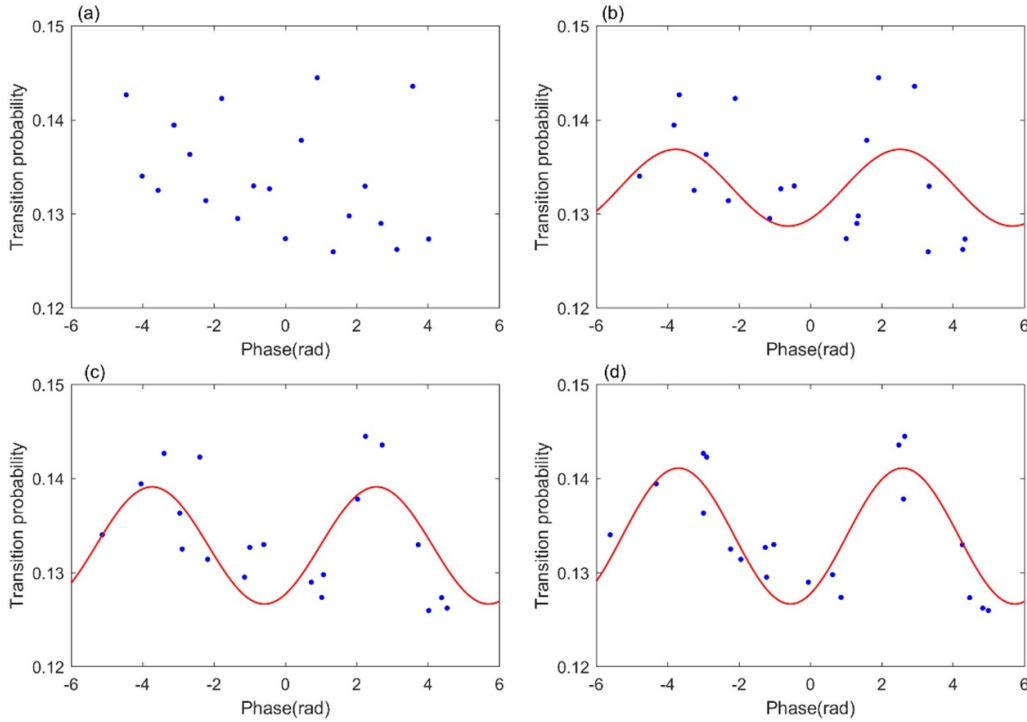 (a)
0.15
0.14
0.13
0.12
Transition probability
-6 -4 -2 0 2 4 6
Phase(rad)
(b)
0.15
0.14
0.13
0.12
Transition probability
-6 -4 -2 0 2 4 6
Phase(rad)
(c)
0.15
0.14
0.13
0.12
Transition probability
-6 -4 -2 0 2 4 6
Phase(rad)
(d)
0.15
0.14
0.13
0.12
Transition probability
-6 -4 -2 0 2 4 6
Phase(rad)